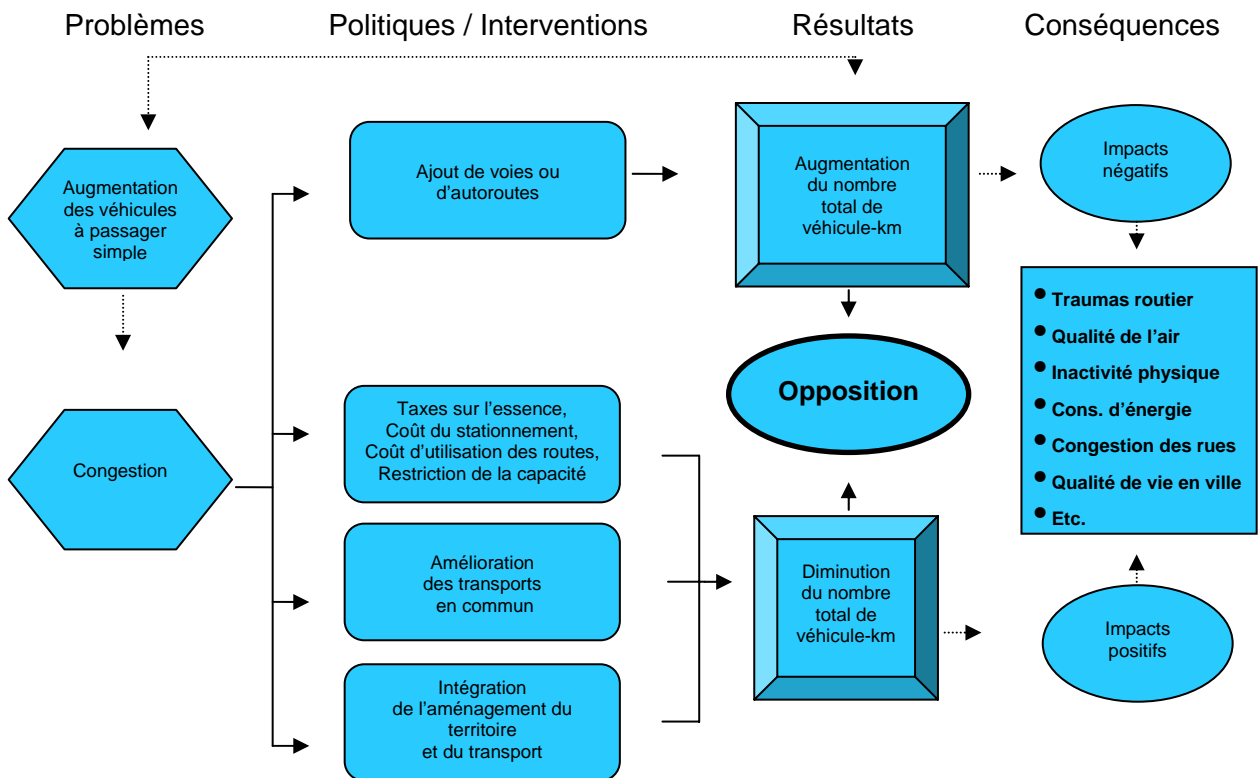 Problèmes
Politiques / Interventions
Résultats
Conséquences
Augmentation
des véhicules
à passager
simple
Ajout de voies ou
d'autoroutes
Augmentation
du nombre
total de
véhicule-km
Impacts
négatifs
Congestion
Taxes sur l'essence,
Coût du stationnement,
Coût d'utilisation des routes,
Restriction de la capacité
Opposition
• Traumas routier
• Qualité de l'air
• Inactivité physique
• Cons. d'énergie
• Congestion des rues
• Qualité de vie en ville
• Etc.
Amélioration
des transports
en commun
Diminution
du nombre
total de
véhicule-km
Impacts
positifs
Intégration
de l'aménagement du
territoire
et du transport